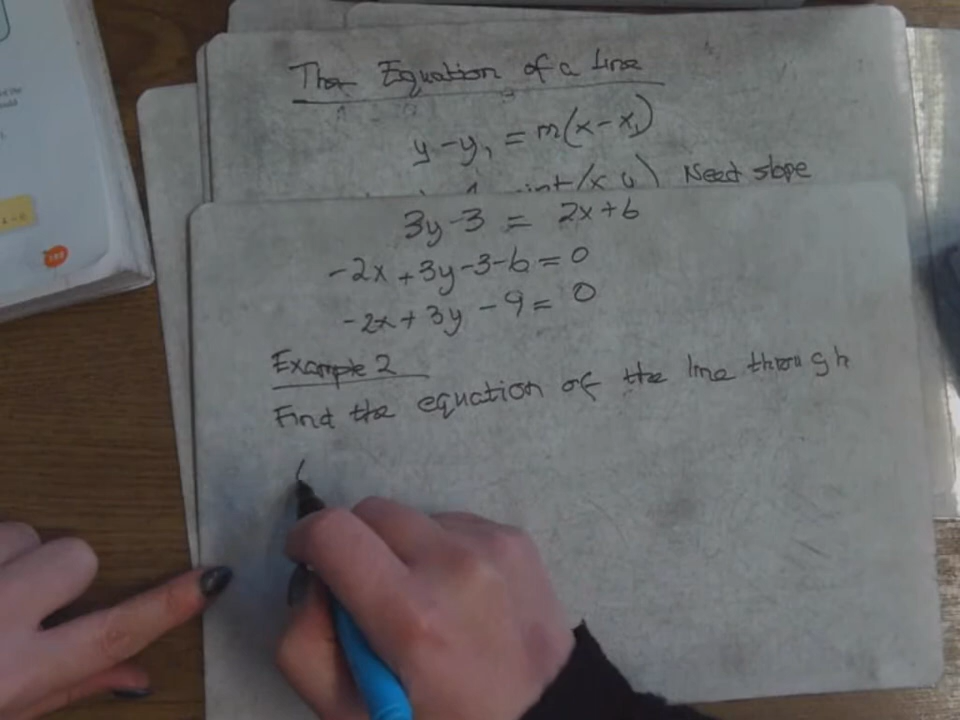 The Equation of a line
y - y₁ = m(x - x₁)
Need slope
3y - 3 = 2x + 6
-2x + 3y - 3 - 6 = 0
-2x + 3y - 9 = 0
Example 2
Find the equation of the line through
(